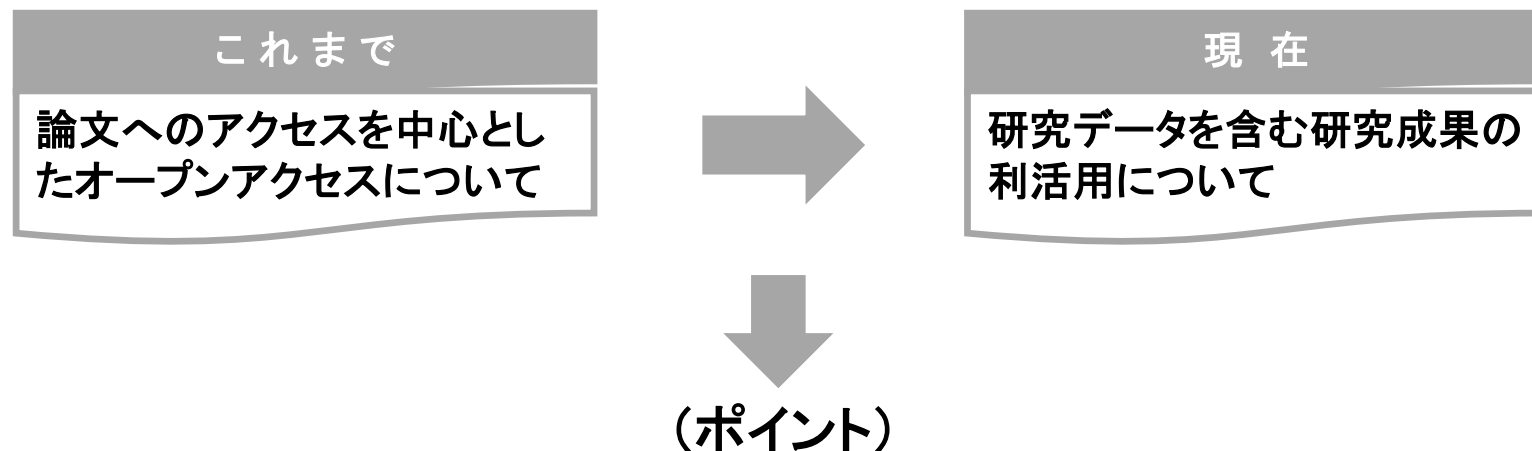 これまで
論文へのアクセスを中心とし
たオープンアクセスについて
現 在
研究データを含む研究成果の
利活用について
（ポイント）